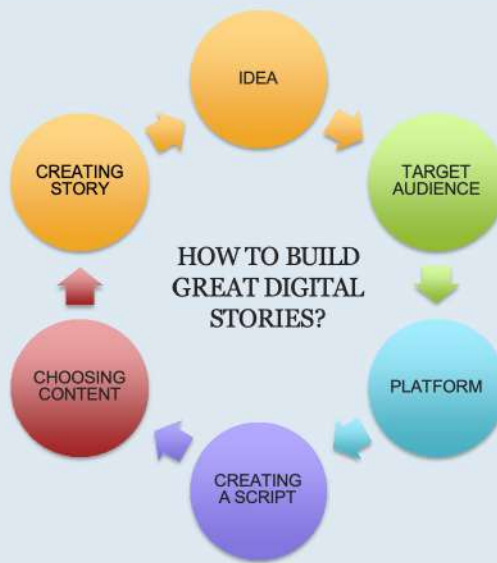 HOW TO BUILD
GREAT DIGITAL
STORIES?
IDEA
TARGET
AUDIENCE
PLATFORM
CREATING
A SCRIPT
CHOOSING
CONTENT
CREATING
STORY